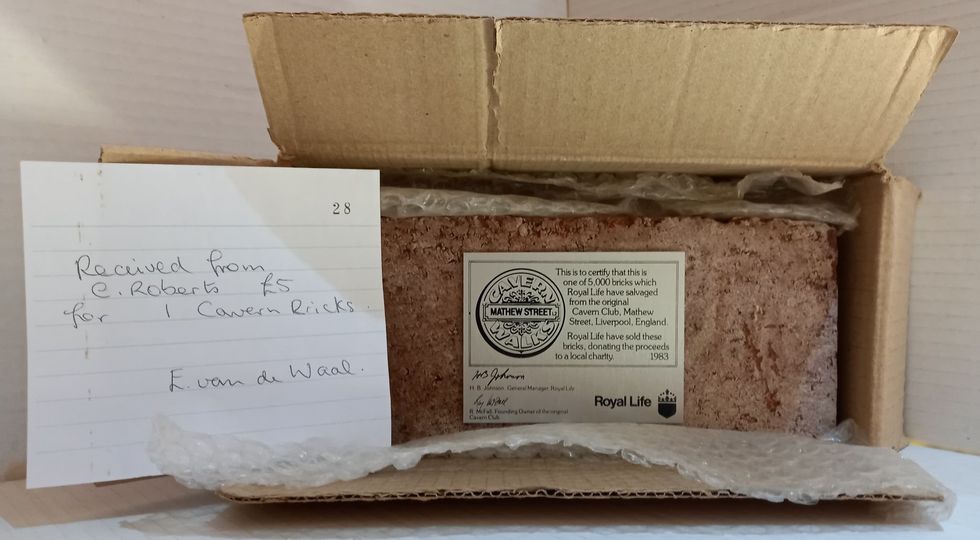 28
Received from
C. Roberts £5
for 1 Cavern Bricks.
E. van de Waal.
CAVERN
MATHEW STREET
WALKS
This is to certify that this is
one of 5,000 bricks which
Royal Life have salvaged
from the original
Cavern Club, Mathew
Street, Liverpool, England.
Royal Life have sold these
bricks, donating the proceeds
to a local charity. 1983
H. B. Johnson. General Manager. Royal Life
R. McFall. Founding Owner of the original
Cavern Club
Royal Life